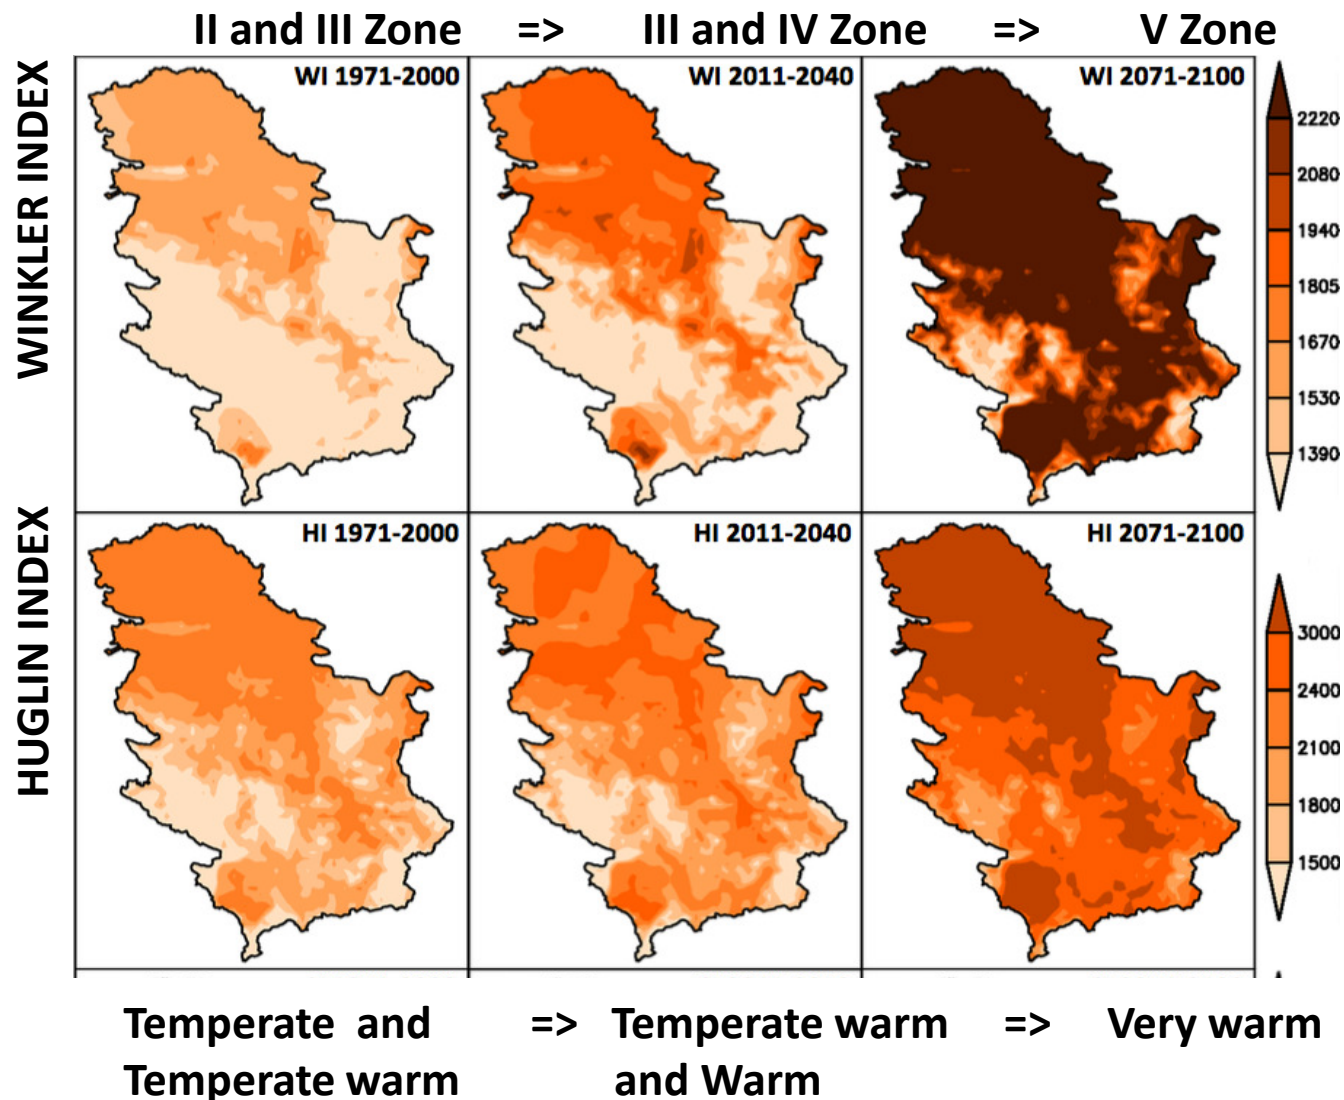 II and III Zone => III and IV Zone => V Zone
WINKLER INDEX
WI 1971-2000
WI 2011-2040
WI 2071-2100
2220
2080
1940
1805
1670
1530
1390
HUGLIN INDEX
HI 1971-2000
HI 2011-2040
HI 2071-2100
3000
2400
2100
1800
1500
Temperate and => Temperate warm => Very warm
Temperate warm and Warm